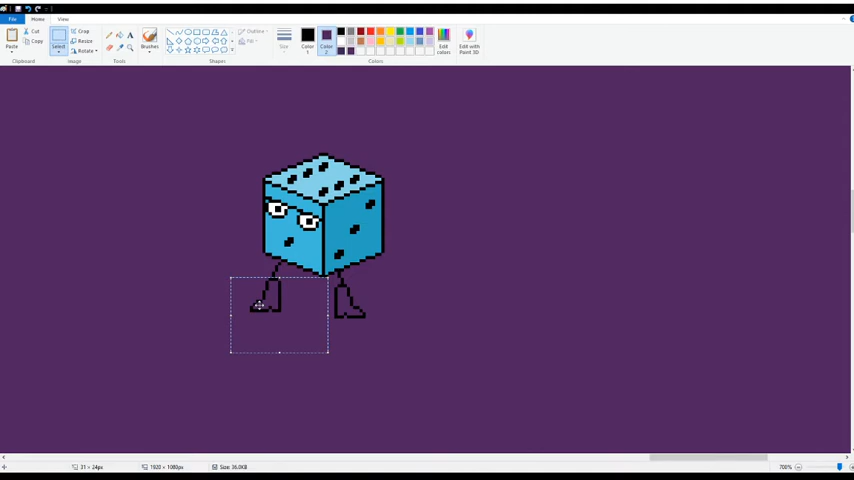 File Home View
Paste Cut Copy
Select Crop Resize Rotate
Brushes
Outline Fill
Size
Color 1
Color 2
Edit colors
Edit with Paint 3D
Clipboard Image Tools Shapes Colors
31 × 24px 1920 × 1080px Size: 36.0KB 700%